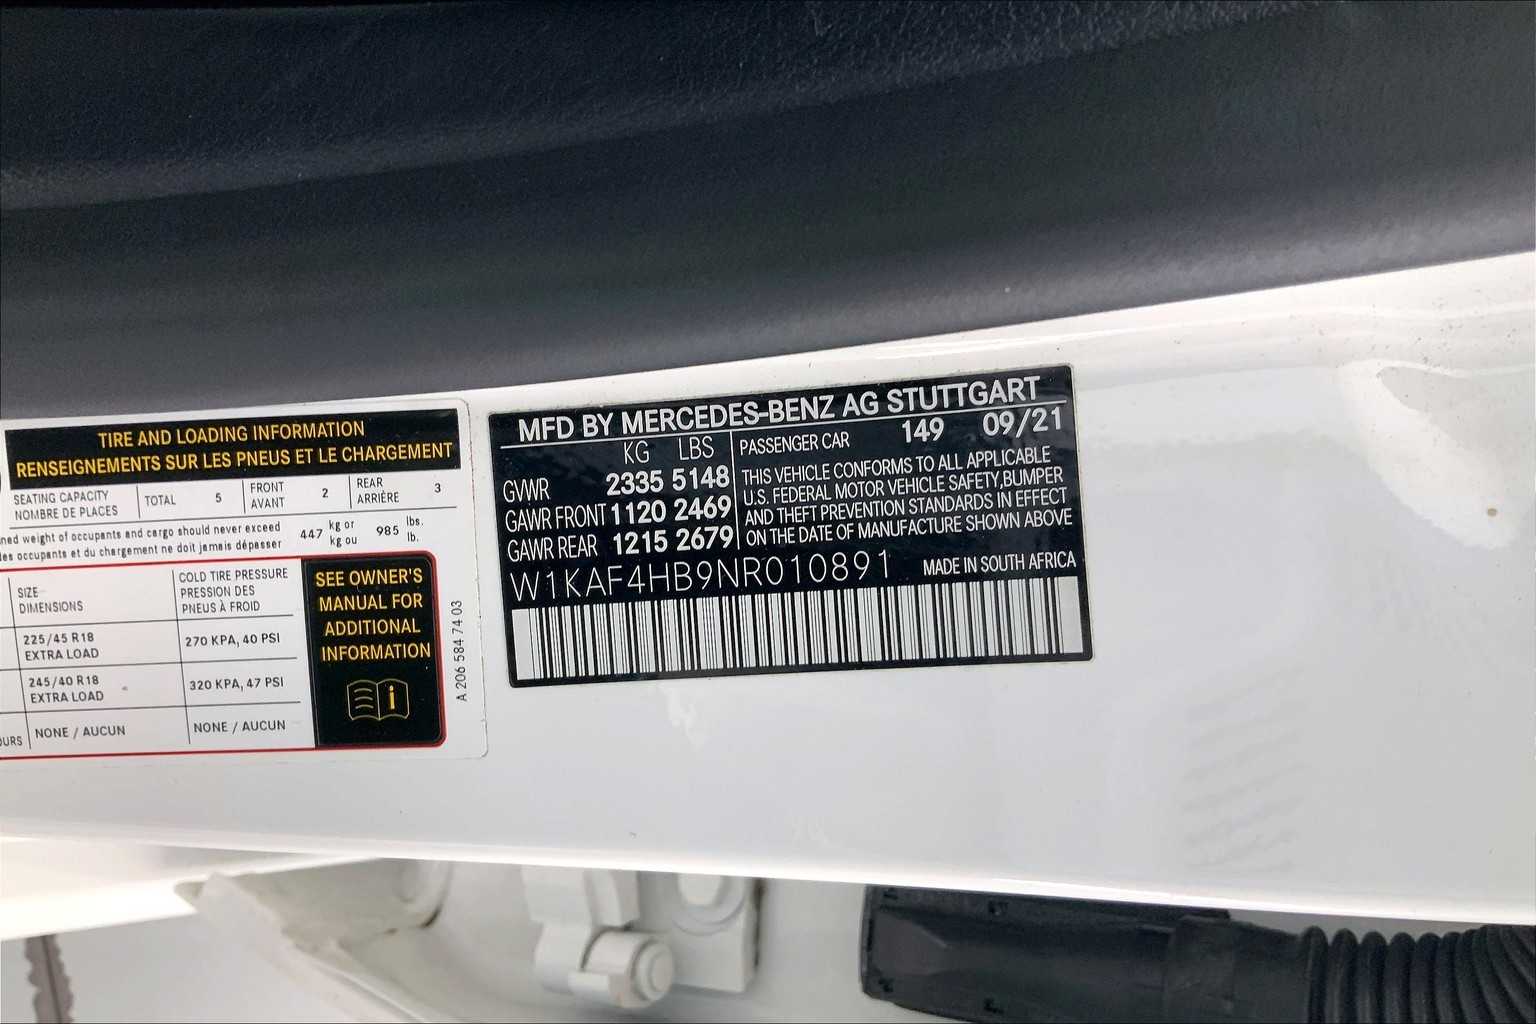 TIRE AND LOADING INFORMATION
RENSEIGNEMENTS SUR LES PNEUS ET LE CHARGEMENT
SEATING CAPACITY
NOMBRE DE PLACES
TOTAL 5
FRONT
AVANT
2
REAR
ARRIÈRE
3
weight of occupants and cargo should never exceed
occupants et du chargement ne doit jamais dépasser
447 kg or
kg ou
985 lbs.
lb.
SIZE
DIMENSIONS
COLD TIRE PRESSURE
PRESSION DES
PNEUS À FROID
225/45 R18
EXTRA LOAD
270 KPA, 40 PSI
245/40 R18
EXTRA LOAD
320 KPA, 47 PSI
NONE / AUCUN
NONE / AUCUN
SEE OWNER'S
MANUAL FOR
ADDITIONAL
INFORMATION
A 206 584 74 03
MFD BY MERCEDES-BENZ AG STUTTGART
KG LBS
GVWR 2335 5148
GAWR FRONT 1120 2469
GAWR REAR 1215 2679
PASSENGER CAR 149 09/21
THIS VEHICLE CONFORMS TO ALL APPLICABLE
U.S. FEDERAL MOTOR VEHICLE SAFETY,BUMPER
AND THEFT PREVENTION STANDARDS IN EFFECT
ON THE DATE OF MANUFACTURE SHOWN ABOVE
W1KAF4HB9NR010891
MADE IN SOUTH AFRICA